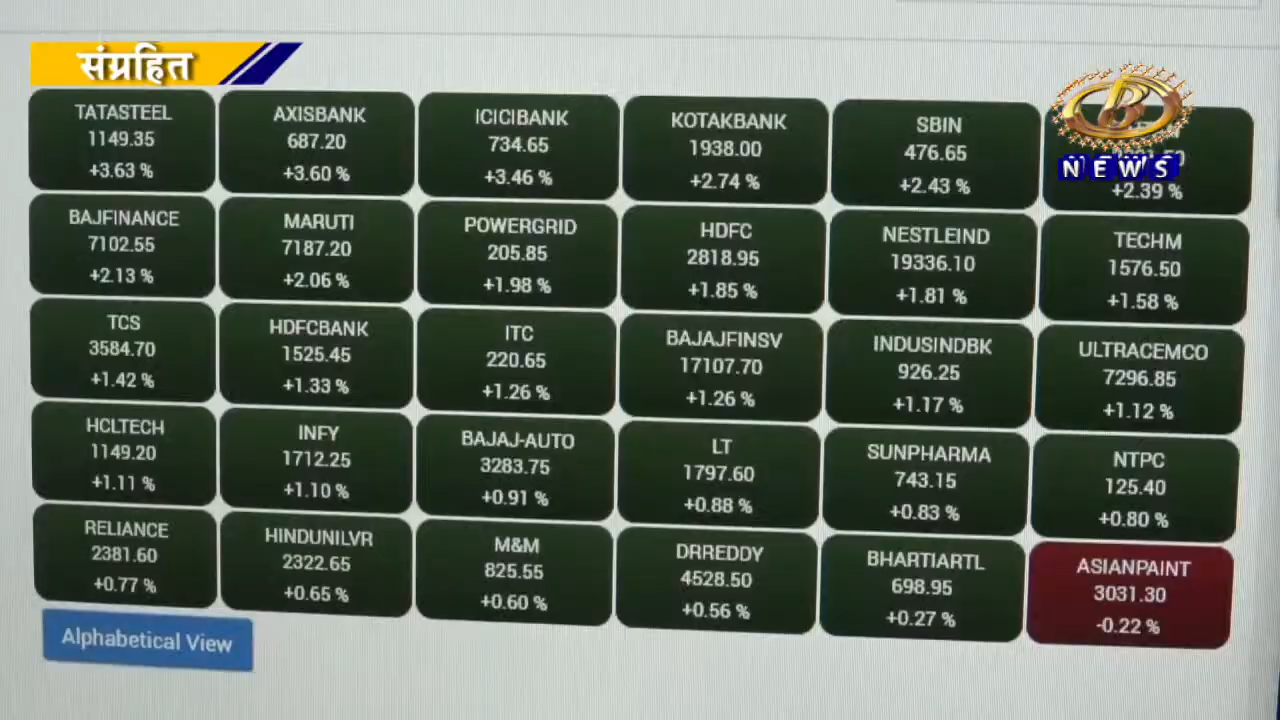 संग्रहित
TATASTEEL
1149.35
+3.63 %
AXISBANK
687.20
+3.60 %
ICICIBANK
734.65
+3.46 %
KOTAKBANK
1938.00
+2.74 %
SBIN
476.65
+2.43 %
B
NEWS
+2.39 %
BAJFINANCE
7102.55
+2.13 %
MARUTI
7187.20
+2.06 %
POWERGRID
205.85
+1.98 %
HDFC
2818.95
+1.85 %
NESTLEIND
19336.10
+1.81 %
TECHM
1576.50
+1.58 %
TCS
3584.70
+1.42 %
HDFCBANK
1525.45
+1.33 %
ITC
220.65
+1.26 %
BAJAJFINSV
17107.70
+1.26 %
INDUSINDBK
926.25
+1.17 %
ULTRACEMCO
7296.85
+1.12 %
HCLTECH
1149.20
+1.11 %
INFY
1712.25
+1.10 %
BAJAJ-AUTO
3283.75
+0.91 %
LT
1797.60
+0.88 %
SUNPHARMA
743.15
+0.83 %
NTPC
125.40
+0.80 %
RELIANCE
2381.60
+0.77 %
HINDUNILVR
2322.65
+0.65 %
M&M
825.55
+0.60 %
DRREDDY
4528.50
+0.56 %
BHARTIARTL
698.95
+0.27 %
ASIANPAINT
3031.30
-0.22 %
Alphabetical View